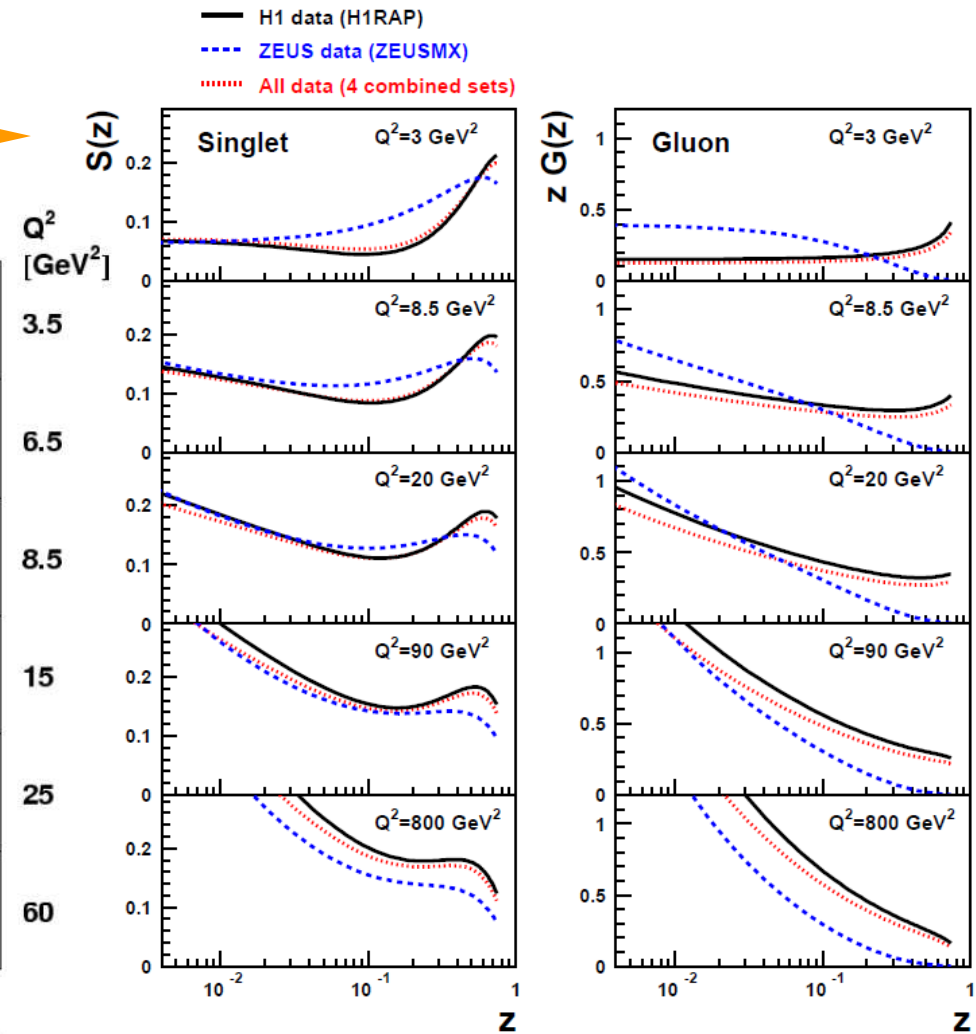 H1 data (H1RAP)
ZEUS data (ZEUSMX)
All data (4 combined sets)
S(z)
z G(z)
Q²
[GeV²]
3.5
6.5
8.5
15
25
60
Singlet
Q²=3 GeV²
0.2
0.1
0
Q²=8.5 GeV²
0.2
0.1
0
Q²=20 GeV²
0.2
0.1
0
Q²=90 GeV²
0.2
0.1
0
Q²=800 GeV²
0.2
0.1
0
10⁻² 10⁻¹ 1
z
Gluon
Q²=3 GeV²
1
0.5
0
Q²=8.5 GeV²
1
0.5
0
Q²=20 GeV²
1
0.5
0
Q²=90 GeV²
1
0.5
0
Q²=800 GeV²
1
0.5
0
10⁻² 10⁻¹ 1
z